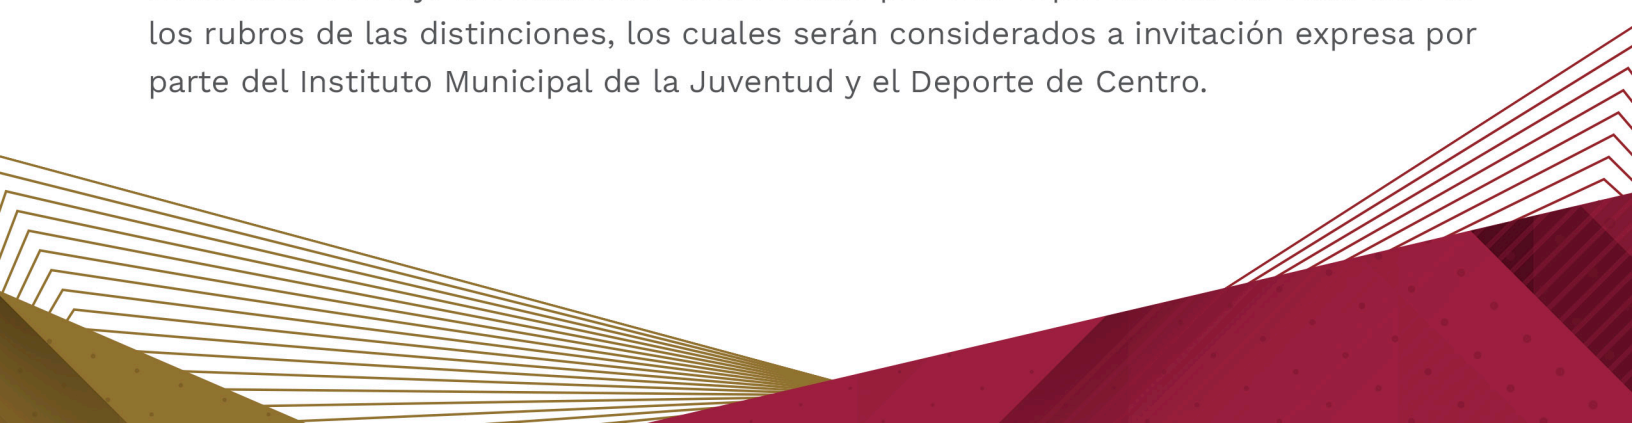 los rubros de las distinciones, los cuales serán considerados a invitación expresa por
parte del Instituto Municipal de la Juventud y el Deporte de Centro.